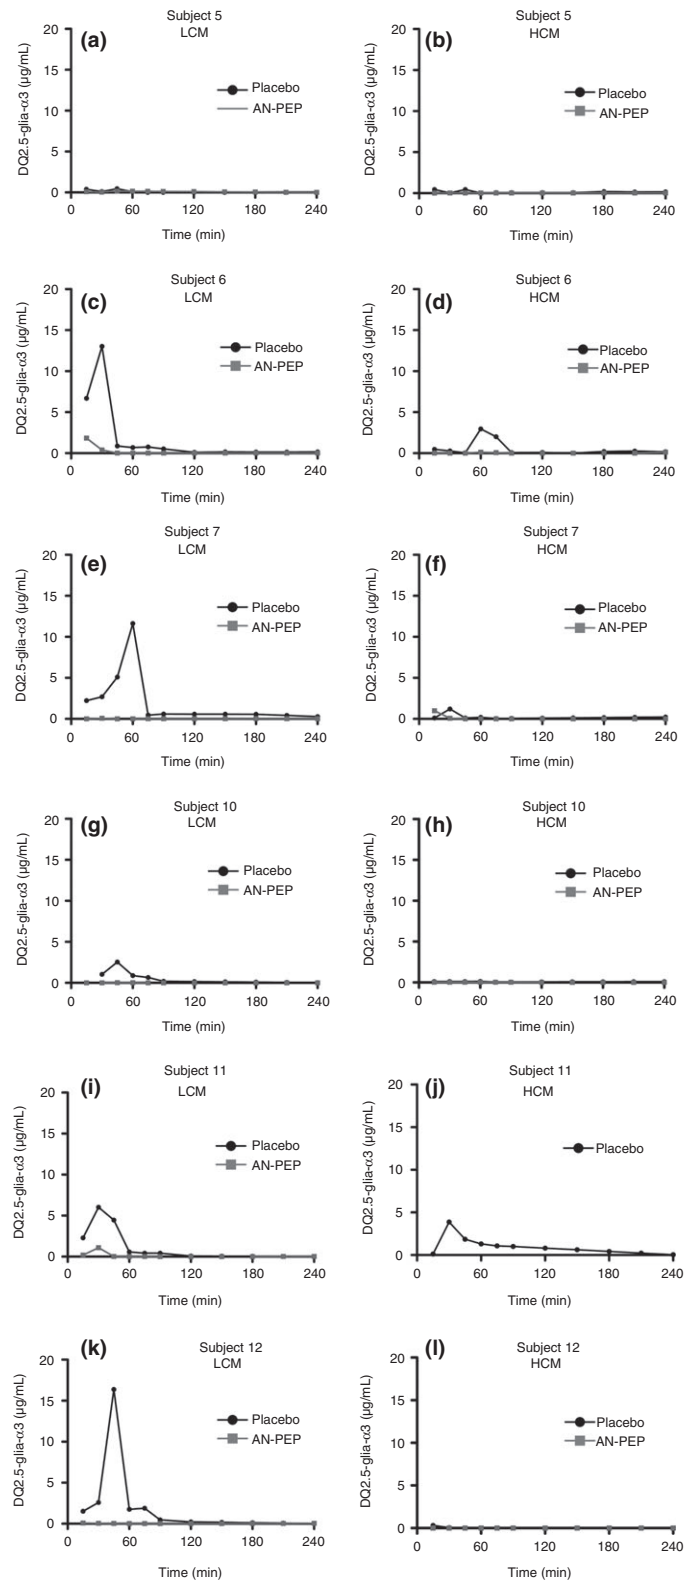 Subject 5
LCM
(a)
DQ2.5-glia-α3 (µg/mL)
20
15
10
5
0
Placebo
AN-PEP
0 60 120 180 240
Time (min)
Subject 5
HCM
(b)
DQ2.5-glia-α3 (µg/mL)
20
15
10
5
0
Placebo
AN-PEP
0 60 120 180 240
Time (min)
Subject 6
LCM
(c)
DQ2.5-glia-α3 (µg/mL)
20
15
10
5
0
Placebo
AN-PEP
0 60 120 180 240
Time (min)
Subject 6
HCM
(d)
DQ2.5-glia-α3 (µg/mL)
20
15
10
5
0
Placebo
AN-PEP
0 60 120 180 240
Time (min)
Subject 7
LCM
(e)
DQ2.5-glia-α3 (µg/mL)
20
15
10
5
0
Placebo
AN-PEP
0 60 120 180 240
Time (min)
Subject 7
HCM
(f)
DQ2.5-glia-α3 (µg/mL)
20
15
10
5
0
Placebo
AN-PEP
0 60 120 180 240
Time (min)
Subject 10
LCM
(g)
DQ2.5-glia-α3 (µg/mL)
20
15
10
5
0
Placebo
AN-PEP
0 60 120 180 240
Time (min)
Subject 10
HCM
(h)
DQ2.5-glia-α3 (µg/mL)
20
15
10
5
0
Placebo
AN-PEP
0 60 120 180 240
Time (min)
Subject 11
LCM
(i)
DQ2.5-glia-α3 (µg/mL)
20
15
10
5
0
Placebo
AN-PEP
0 60 120 180 240
Time (min)
Subject 11
HCM
(j)
DQ2.5-glia-α3 (µg/mL)
20
15
10
5
0
Placebo
0 60 120 180 240
Time (min)
Subject 12
LCM
(k)
DQ2.5-glia-α3 (µg/mL)
20
15
10
5
0
Placebo
AN-PEP
0 60 120 180 240
Time (min)
Subject 12
HCM
(l)
DQ2.5-glia-α3 (µg/mL)
20
15
10
5
0
Placebo
AN-PEP
0 60 120 180 240
Time (min)